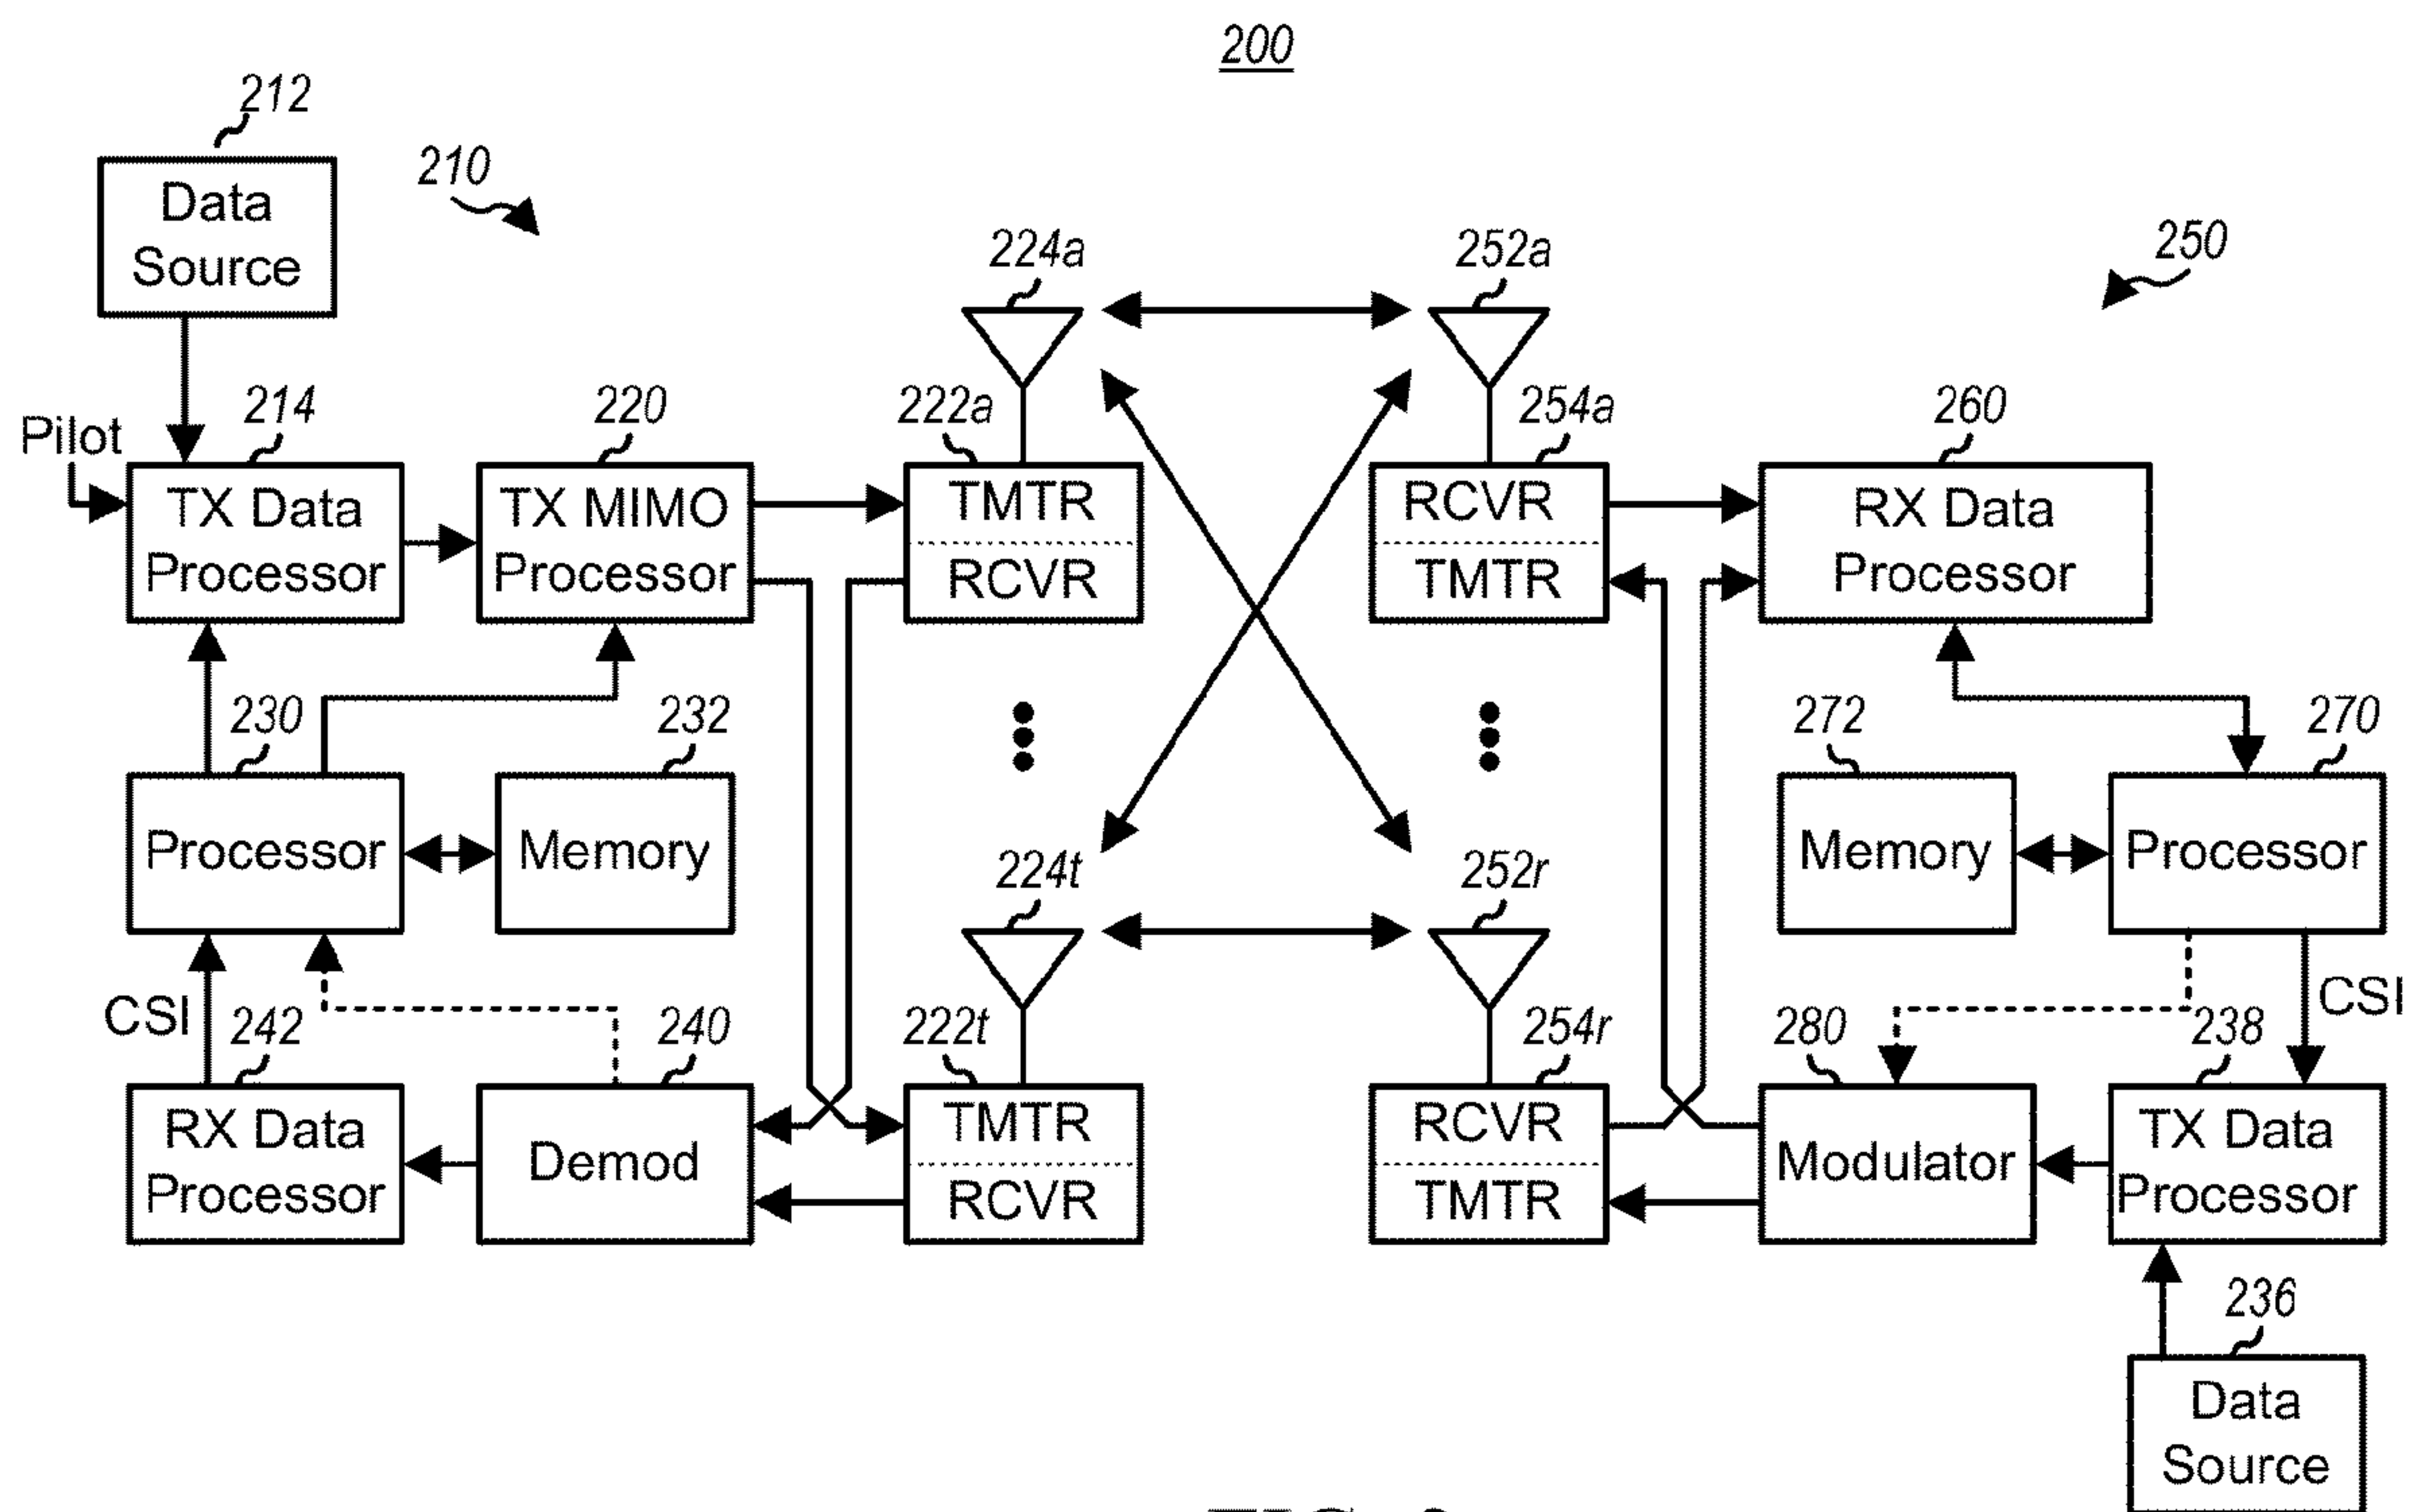 200
212
Data
Source
210
224a
252a
250
Pilot
214
220
222a
254a
260
TX Data
Processor
TX MIMO
Processor
TMTR
RCVR
RCVR
TMTR
RX Data
Processor
230
232
272
270
Processor
Memory
Memory
Processor
224t
252r
CSI
242
240
222t
254r
280
238
CSI
RX Data
Processor
Demod
TMTR
RCVR
RCVR
TMTR
Modulator
TX Data
Processor
236
Data
Source